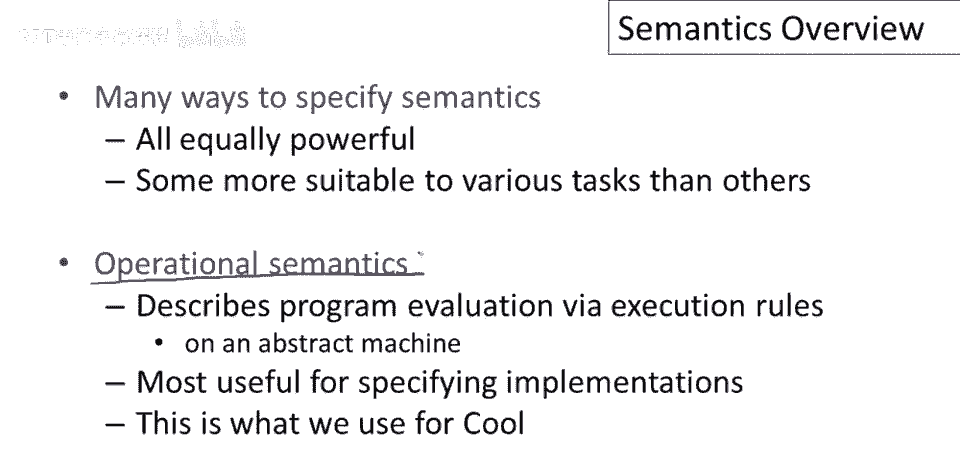 Semantics Overview
• Many ways to specify semantics
– All equally powerful
– Some more suitable to various tasks than others
• Operational semantics
– Describes program evaluation via execution rules
• on an abstract machine
– Most useful for specifying implementations
– This is what we use for Cool